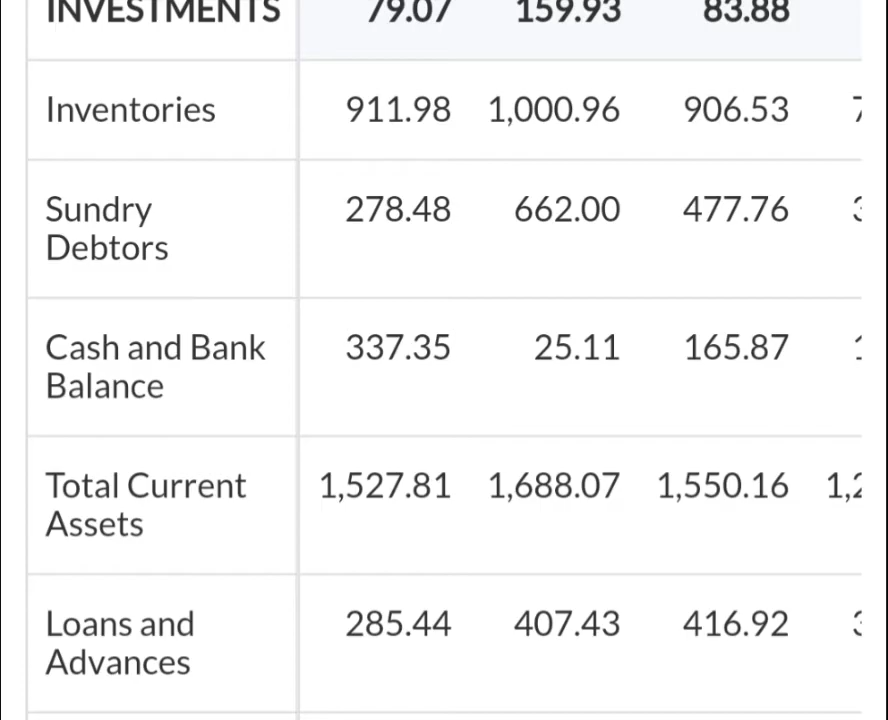 INVESTMENTS 79.07 159.93 83.88
Inventories 911.98 1,000.96 906.53
Sundry 278.48 662.00 477.76
Debtors
Cash and Bank 337.35 25.11 165.87
Balance
Total Current 1,527.81 1,688.07 1,550.16
Assets
Loans and 285.44 407.43 416.92
Advances